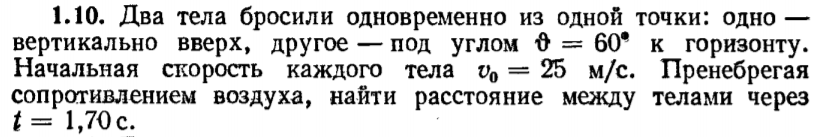 1.10. Два тела бросили одновременно из одной точки: одно —
вертикально вверх, другое — под углом ϑ = 60° к горизонту.
Начальная скорость каждого тела v₀ = 25 м/с. Пренебрегая
сопротивлением воздуха, найти расстояние между телами через
t = 1,70 с.